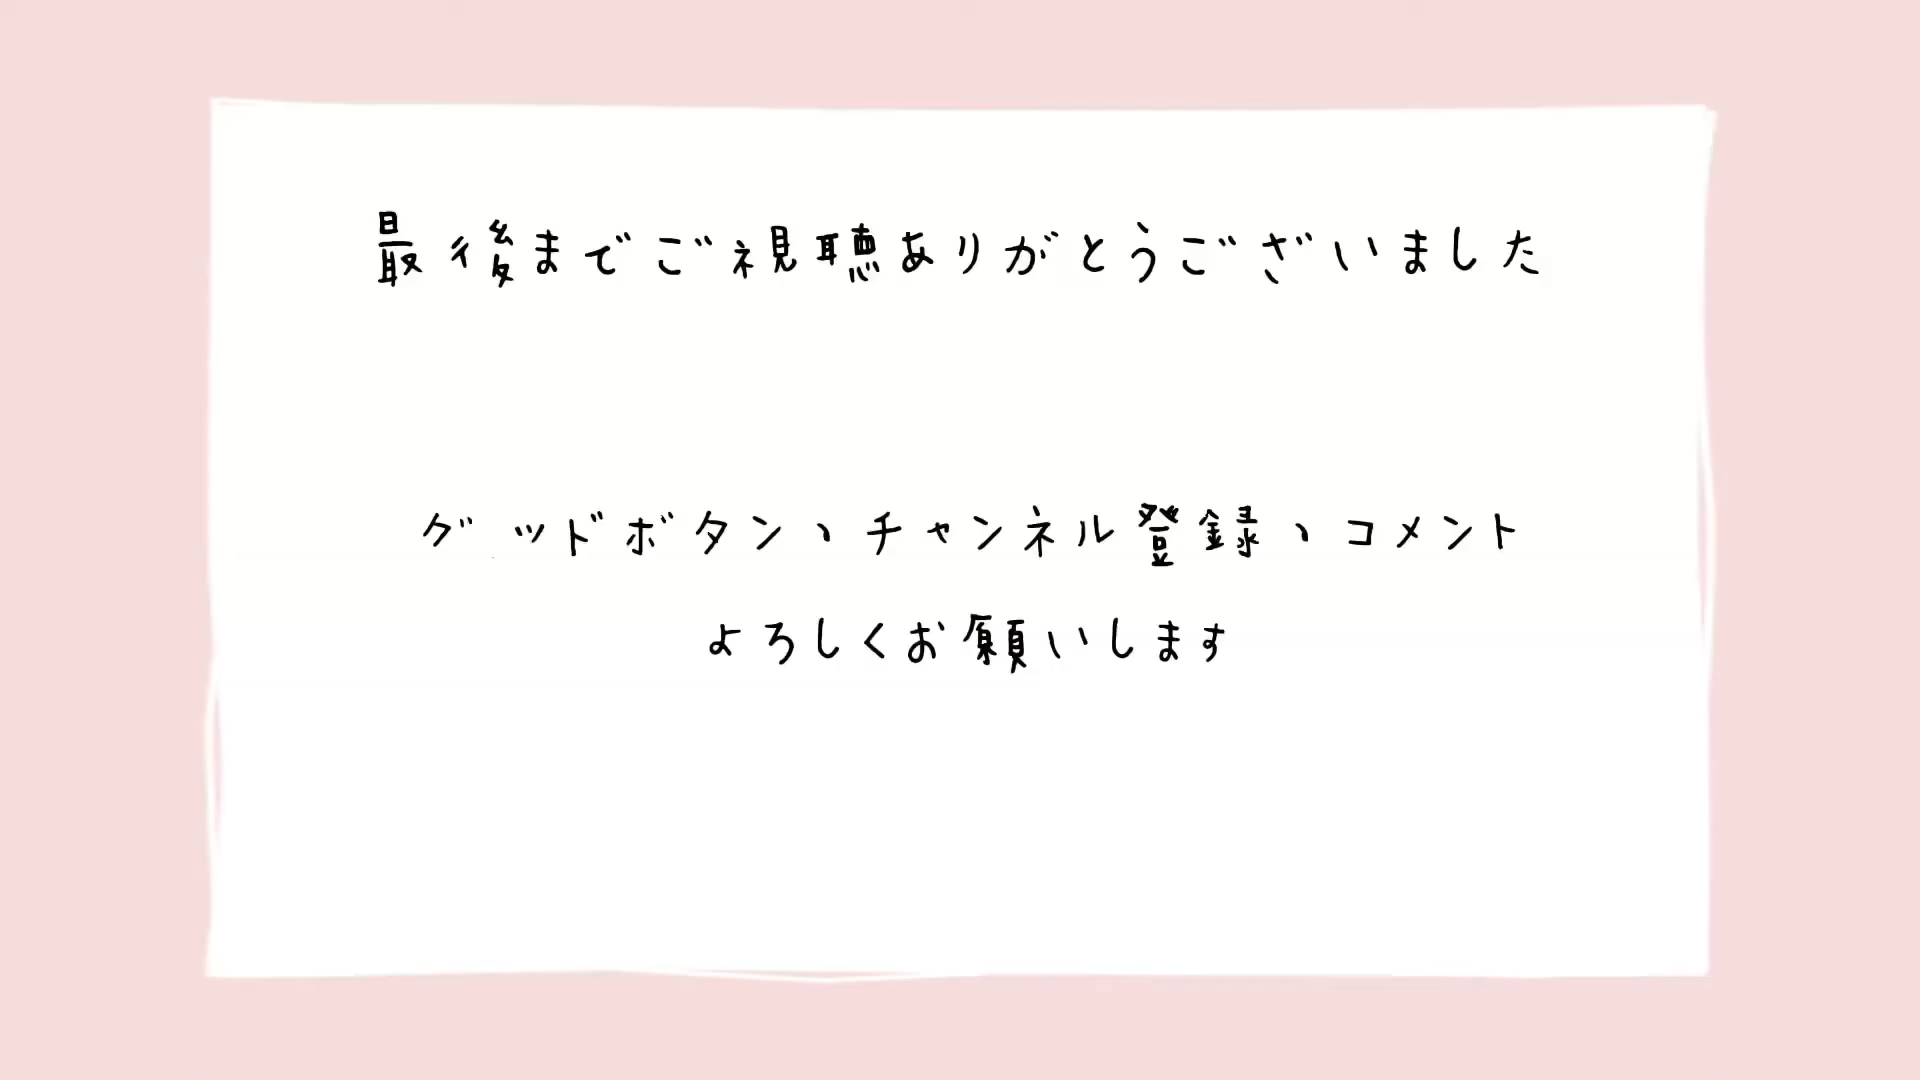 最後までご視聴ありがとうございました
グッドボタン、チャンネル登録、コメント
よろしくお願いします